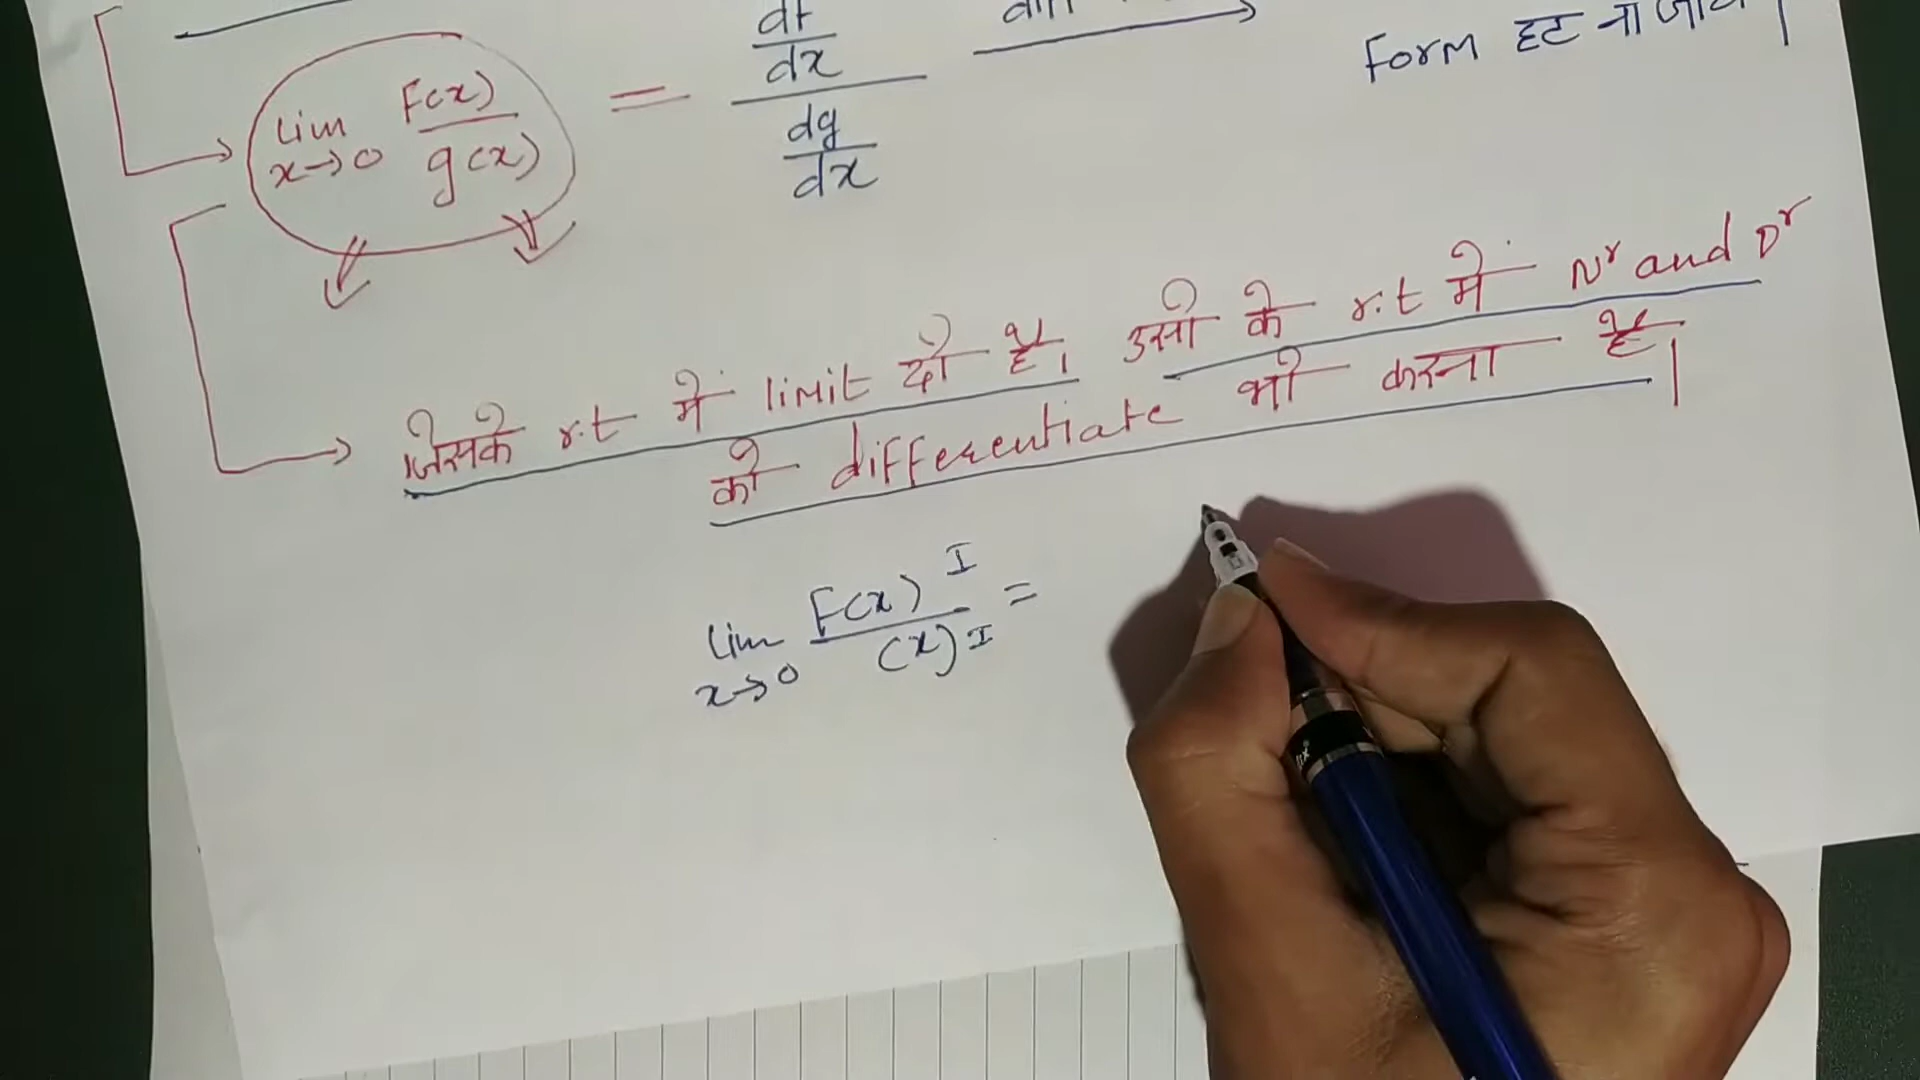 df
dx
dg
dx
Form हट ना जाये।
lim F(x)
x→0 g(x)
=
जिसके r.t में limit दी है। उसी के r.t में Nʳ and Dʳ
को differentiate भी करना है।
lim F(x) I =
x→0 (x) I